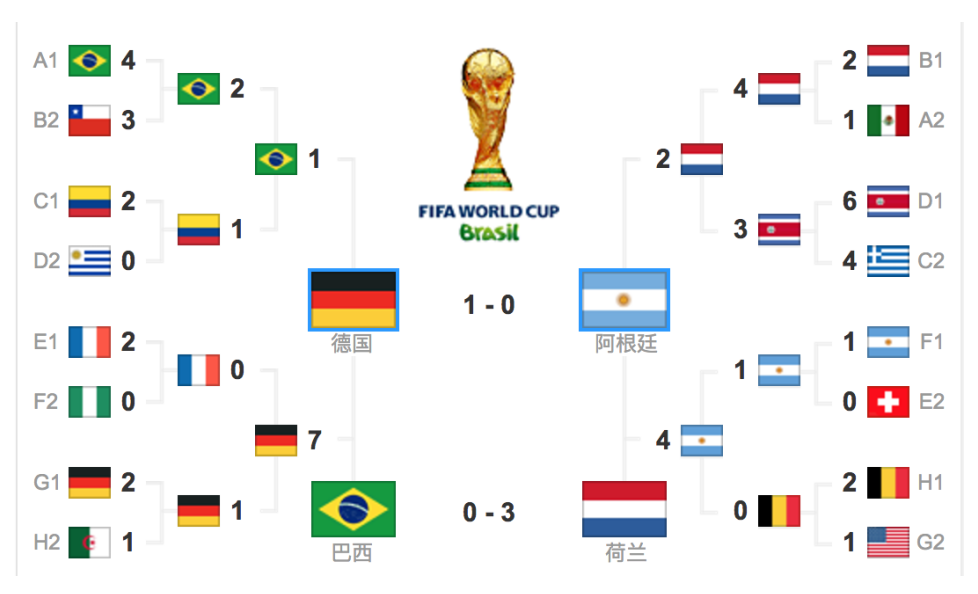 A1 4
2
B2 3
1
C1 2
1
D2 0
FIFA WORLD CUP
Brasil
2 B1
4
1 A2
2
6 D1
3
4 C2
1 - 0
德国
阿根廷
E1 2
0
F2 0
7
G1 2
1
H2 1
1 F1
1
0 E2
4
2 H1
0
1 G2
0 - 3
巴西
荷兰